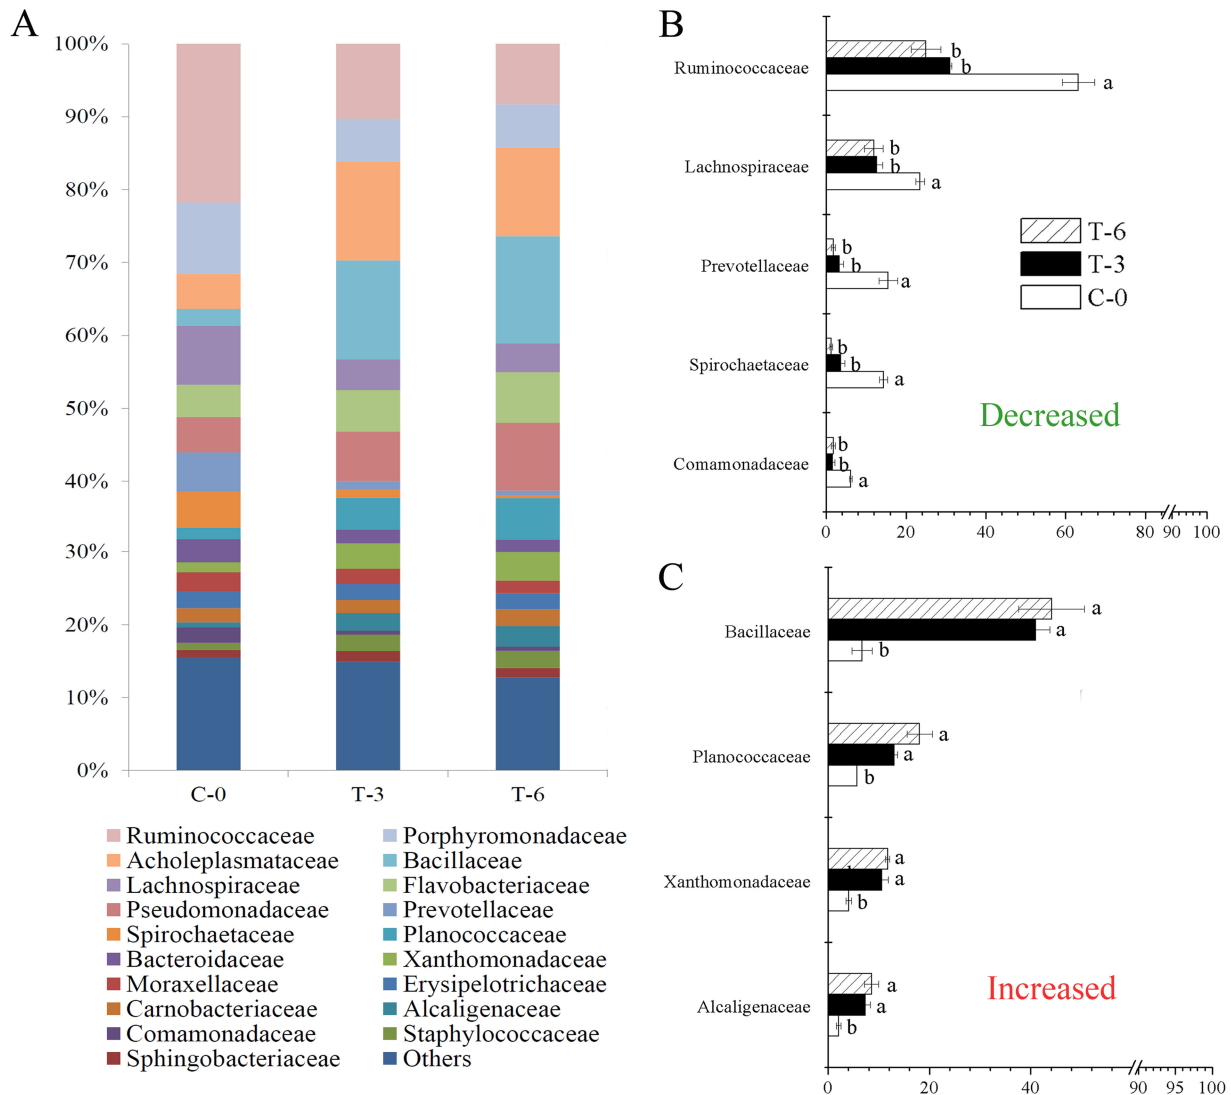 A
100%
90%
80%
70%
60%
50%
40%
30%
20%
10%
0%
C-0 T-3 T-6
Ruminococcaceae Porphyromonadaceae
Acholeplasmataceae Bacillaceae
Lachnospiraceae Flavobacteriaceae
Pseudomonadaceae Prevotellaceae
Spirochaetaceae Planococcaceae
Bacteroidaceae Xanthomonadaceae
Moraxellaceae Erysipelotrichaceae
Carnobacteriaceae Alcaligenaceae
Comamonadaceae Staphylococcaceae
Sphingobacteriaceae Others
B
b
Ruminococcaceae b
a
b
Lachnospiraceae b
a
b
Prevotellaceae b
a
b
Spirochaetaceae b
a
b
Comamonadaceae b
a
T-6
T-3
C-0
Decreased
0 20 40 60 80 90 100
C
a
Bacillaceae a
b
a
Planococcaceae a
b
a
Xanthomonadaceae a
b
a
Alcaligenaceae a
b
Increased
0 20 40 90 95 100